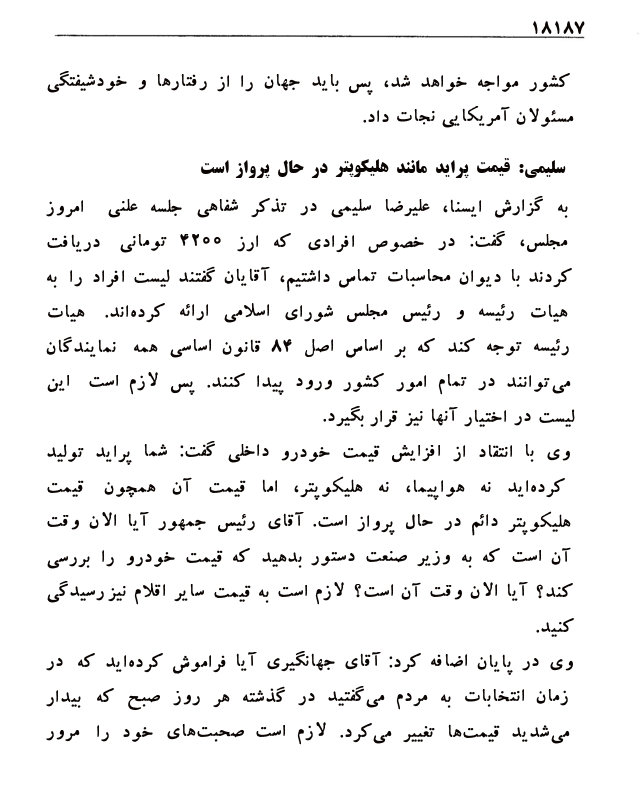 ۱۸۱۸۷
کشور مواجه خواهد شد، پس باید جهان را از رفتارها و خودشیفتگی
مسئولان آمریکایی نجات داد.
سلیمی: قیمت پراید مانند هلیکوپتر در حال پرواز است
به گزارش ایسنا، علیرضا سلیمی در تذکر شفاهی جلسه علنی امروز
مجلس، گفت: در خصوص افرادی که ارز ۴۲۰۰ تومانی دریافت
کردند با دیوان محاسبات تماس داشتیم، آقایان گفتند لیست افراد را به
هیات رئیسه و رئیس مجلس شورای اسلامی ارائه کرده‌اند. هیات
رئیسه توجه کند که بر اساس اصل ۸۴ قانون اساسی همه نمایندگان
می‌توانند در تمام امور کشور ورود پیدا کنند. پس لازم است این
لیست در اختیار آنها نیز قرار بگیرد.
وی با انتقاد از افزایش قیمت خودرو داخلی گفت: شما پراید تولید
کرده‌اید نه هواپیما، نه هلیکوپتر، اما قیمت آن همچون قیمت
هلیکوپتر دائم در حال پرواز است. آقای رئیس جمهور آیا الان وقت
آن است که به وزیر صنعت دستور بدهید که قیمت خودرو را بررسی
کند؟ آیا الان وقت آن است؟ لازم است به قیمت سایر اقلام نیز رسیدگی
کنید.
وی در پایان اضافه کرد: آقای جهانگیری آیا فراموش کرده‌اید که در
زمان انتخابات به مردم می‌گفتید در گذشته هر روز صبح که بیدار
می‌شدید قیمت‌ها تغییر می‌کرد. لازم است صحبت‌های خود را مرور